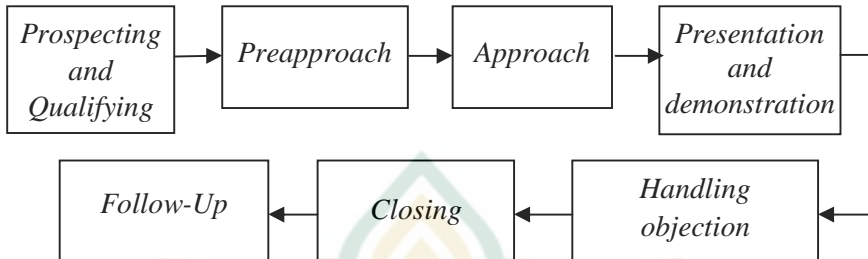 Prospecting
and
Qualifying
Preapproach
Approach
Presentation
and
demonstration
Handling
objection
Closing
Follow-Up